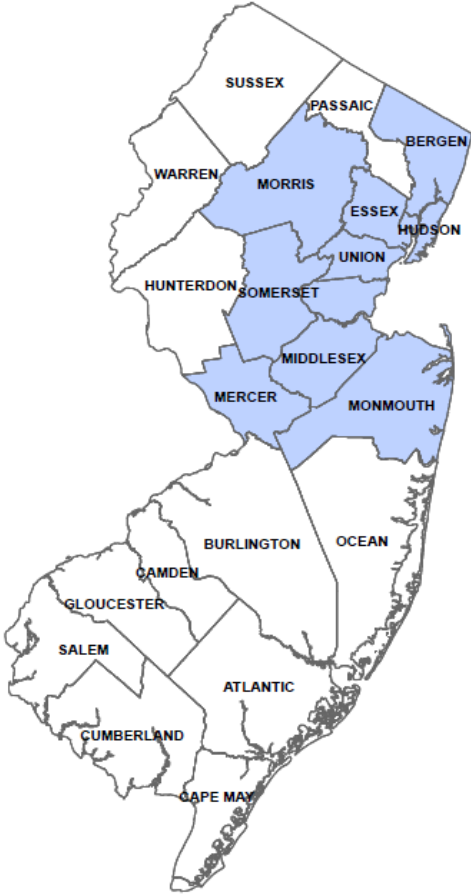 SUSSEX
PASSAIC
BERGEN
WARREN
MORRIS
ESSEX
HUDSON
UNION
HUNTERDON
SOMERSET
MIDDLESEX
MERCER
MONMOUTH
OCEAN
BURLINGTON
CAMDEN
GLOUCESTER
SALEM
ATLANTIC
CUMBERLAND
CAPE MAY